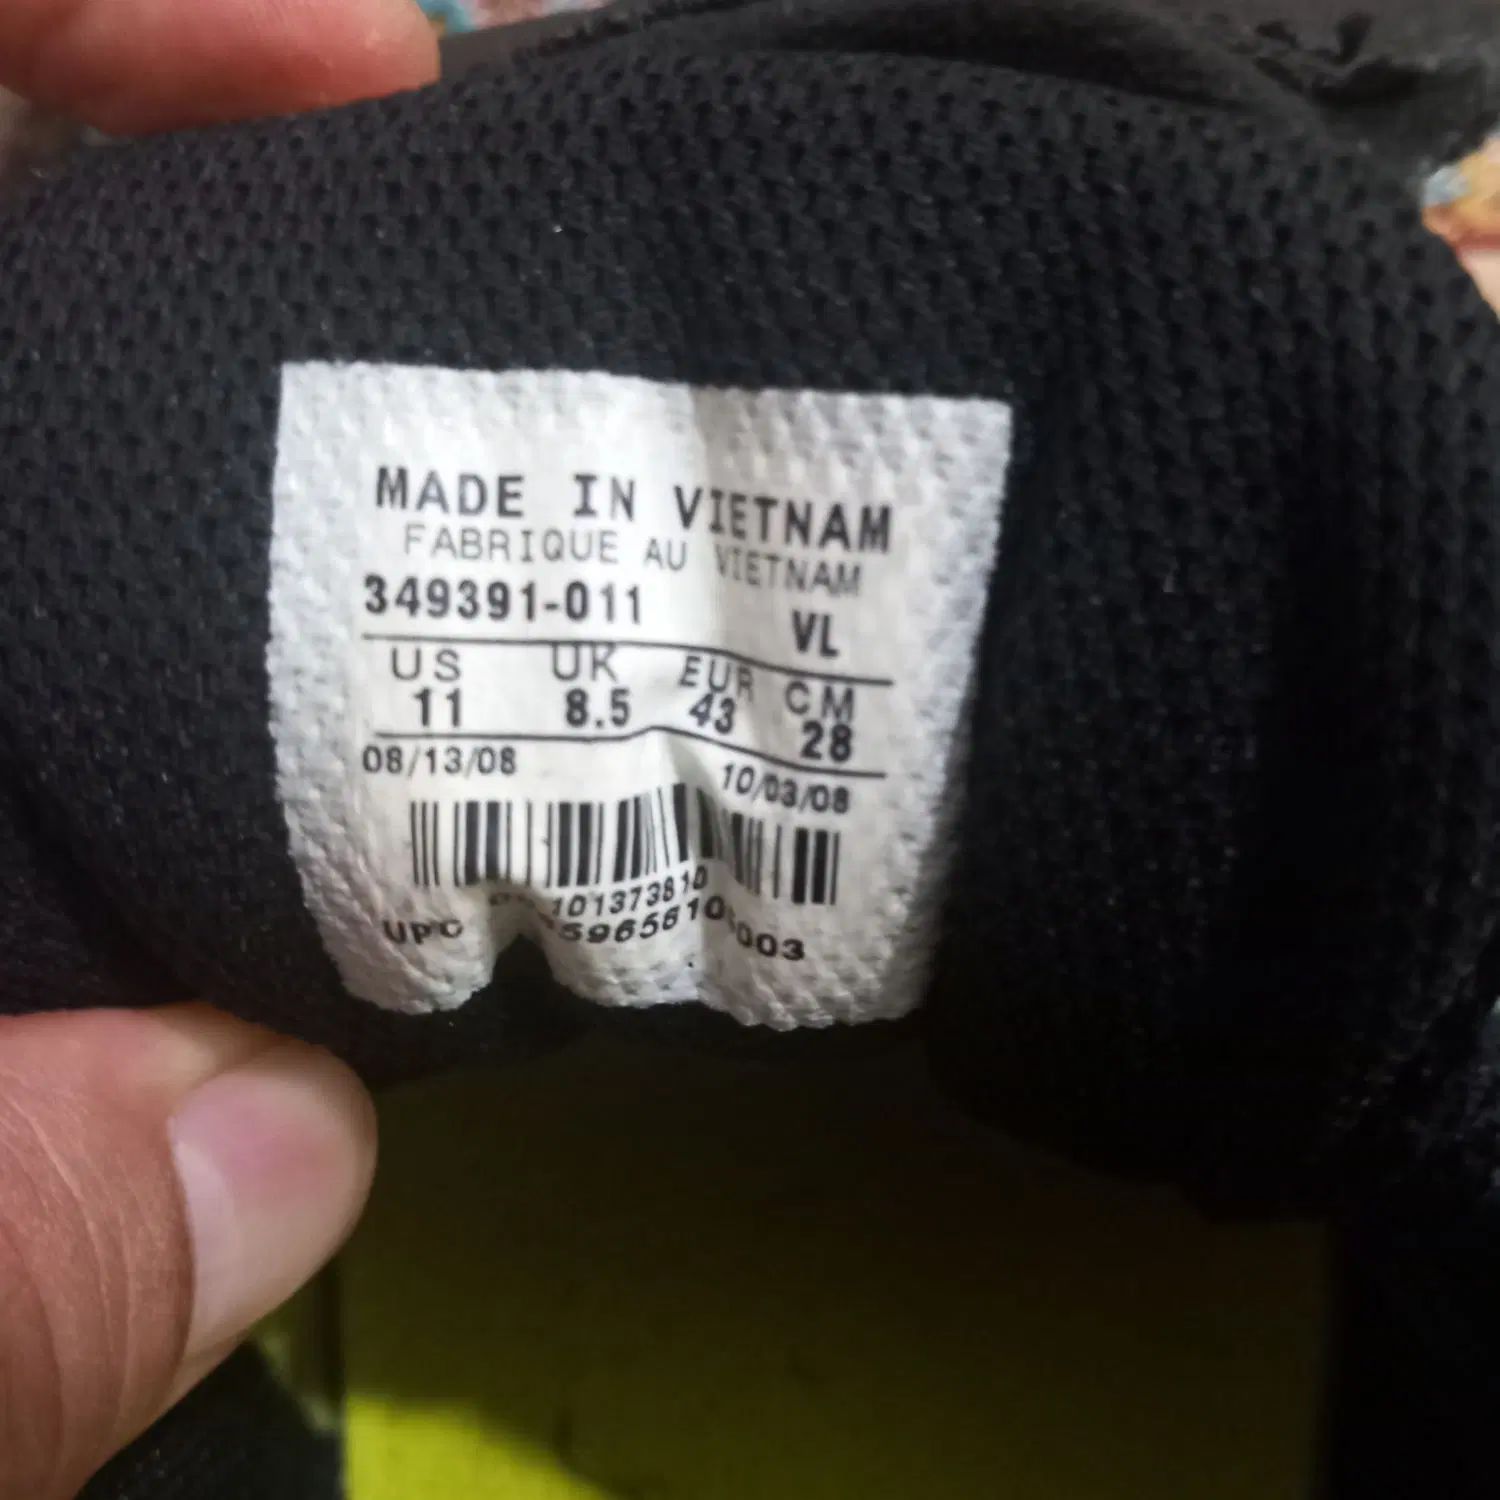 MADE IN VIETNAM
FABRIQUE AU VIETNAM
349391-011 VL
US UK EUR CM
11 8.5 43 28
08/13/08 10/03/08
UPC